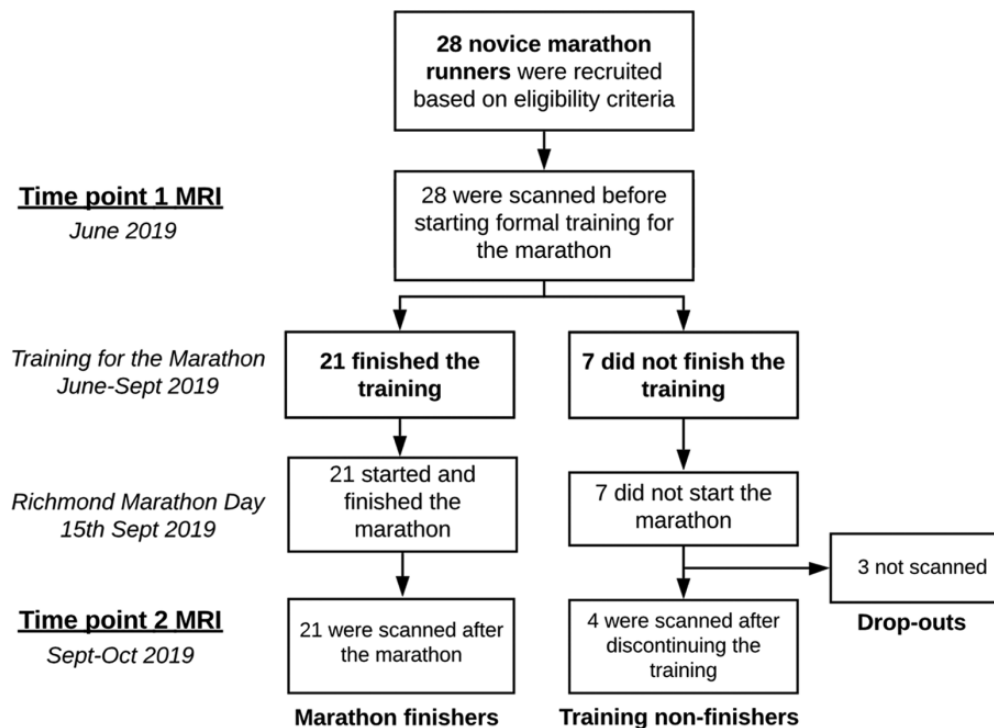 28 novice marathon
runners were recruited
based on eligibility criteria
Time point 1 MRI
June 2019
28 were scanned before
starting formal training for
the marathon
Training for the Marathon
June-Sept 2019
21 finished the
training
7 did not finish the
training
Richmond Marathon Day
15th Sept 2019
21 started and
finished the
marathon
7 did not start the
marathon
3 not scanned
Drop-outs
Time point 2 MRI
Sept-Oct 2019
21 were scanned after
the marathon
4 were scanned after
discontinuing the
training
Marathon finishers
Training non-finishers